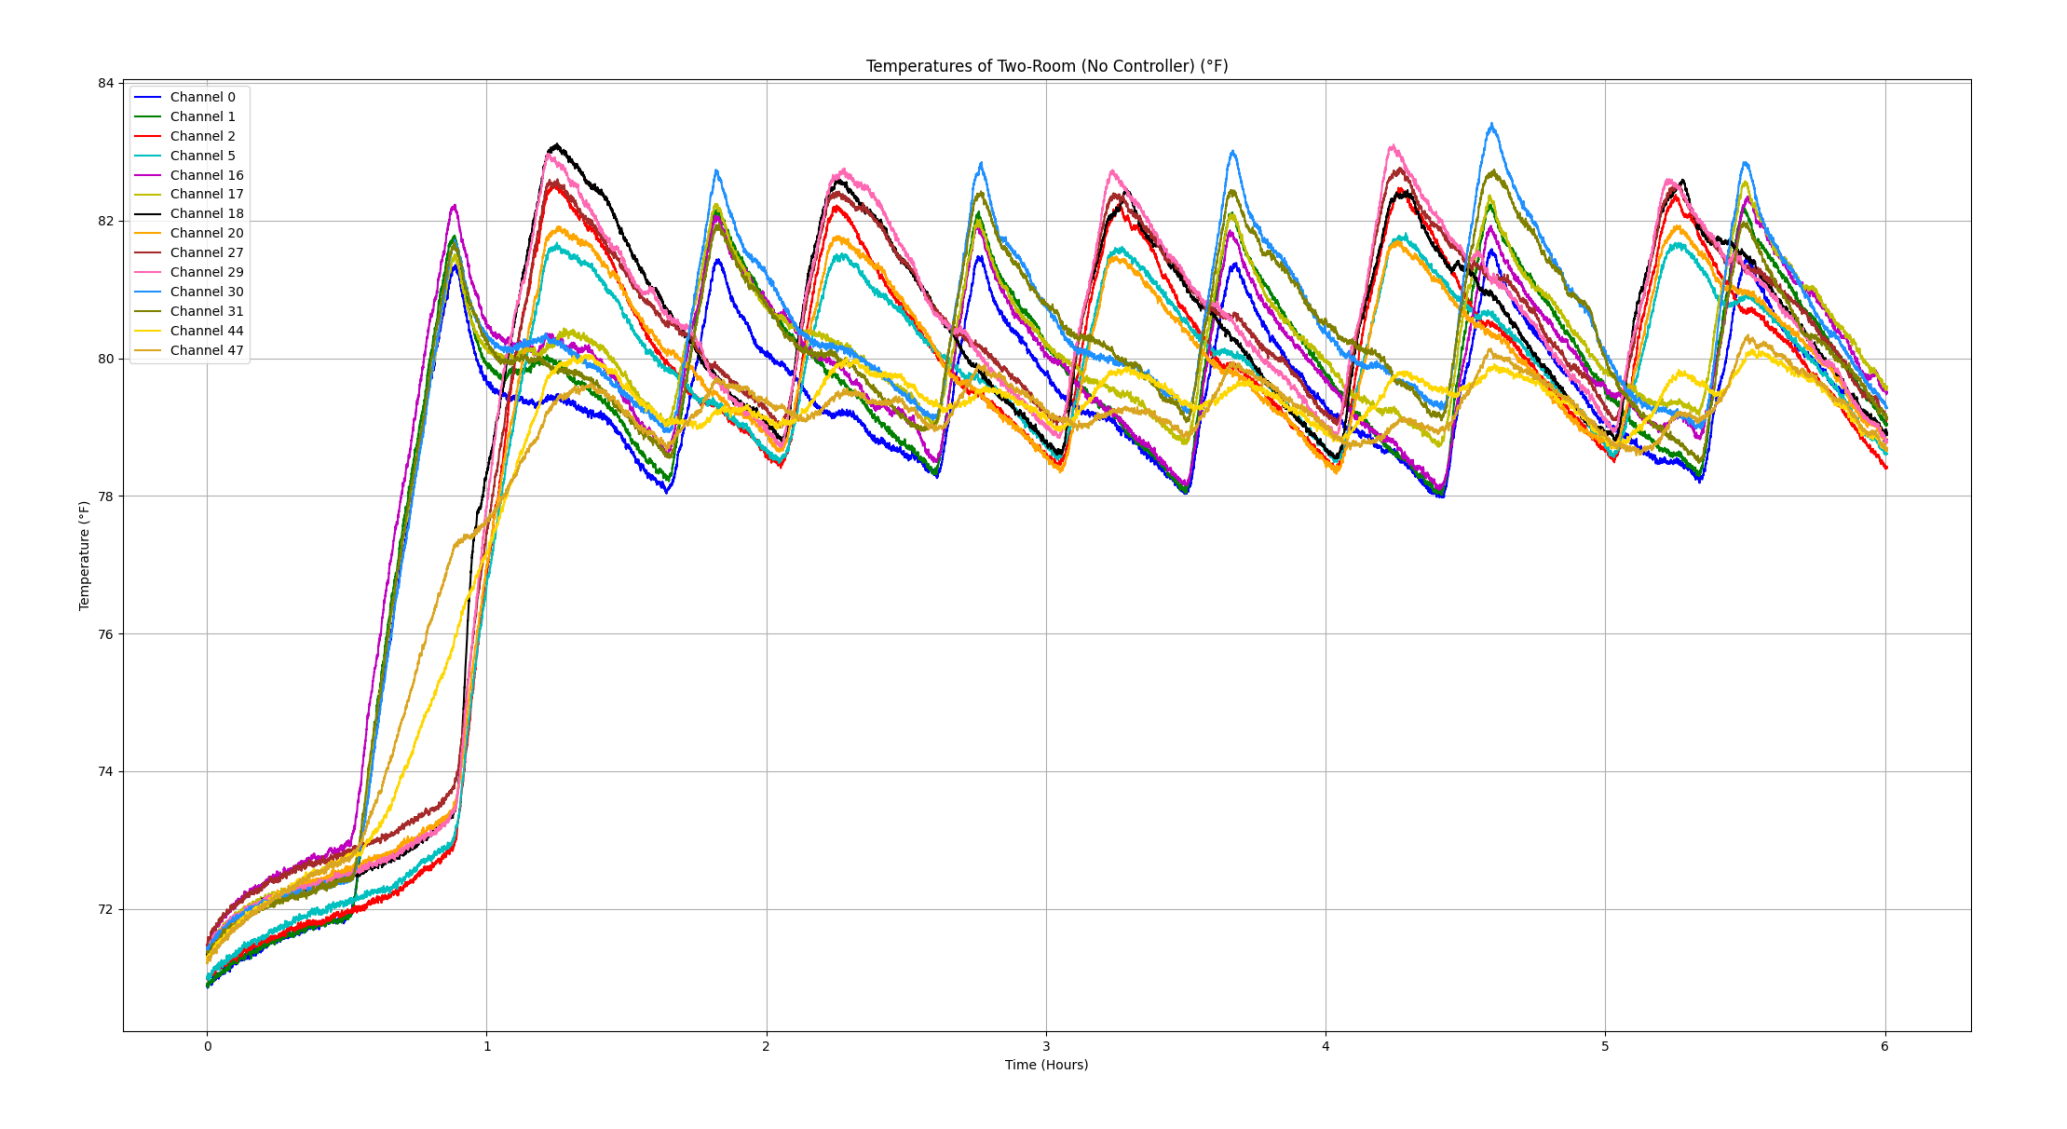 Temperatures of Two-Room (No Controller) (°F)
84
82
80
78
76
74
72
Temperature (°F)
Channel 0
Channel 1
Channel 2
Channel 5
Channel 16
Channel 17
Channel 18
Channel 20
Channel 27
Channel 29
Channel 30
Channel 31
Channel 44
Channel 47
0 1 2 3 4 5 6
Time (Hours)